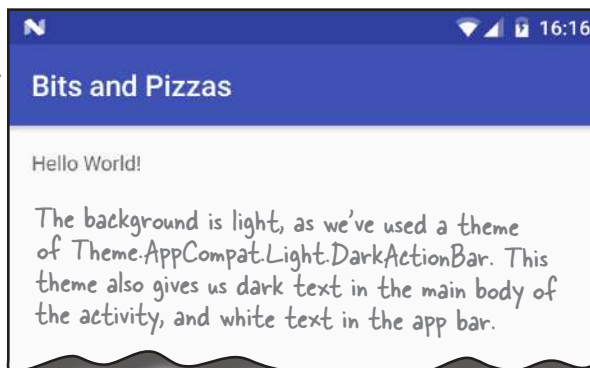 16:16
Bits and Pizzas
Hello World!
The background is light, as we've used a theme
of Theme.AppCompat.Light.DarkActionBar. This
theme also gives us dark text in the main body of
the activity, and white text in the app bar.